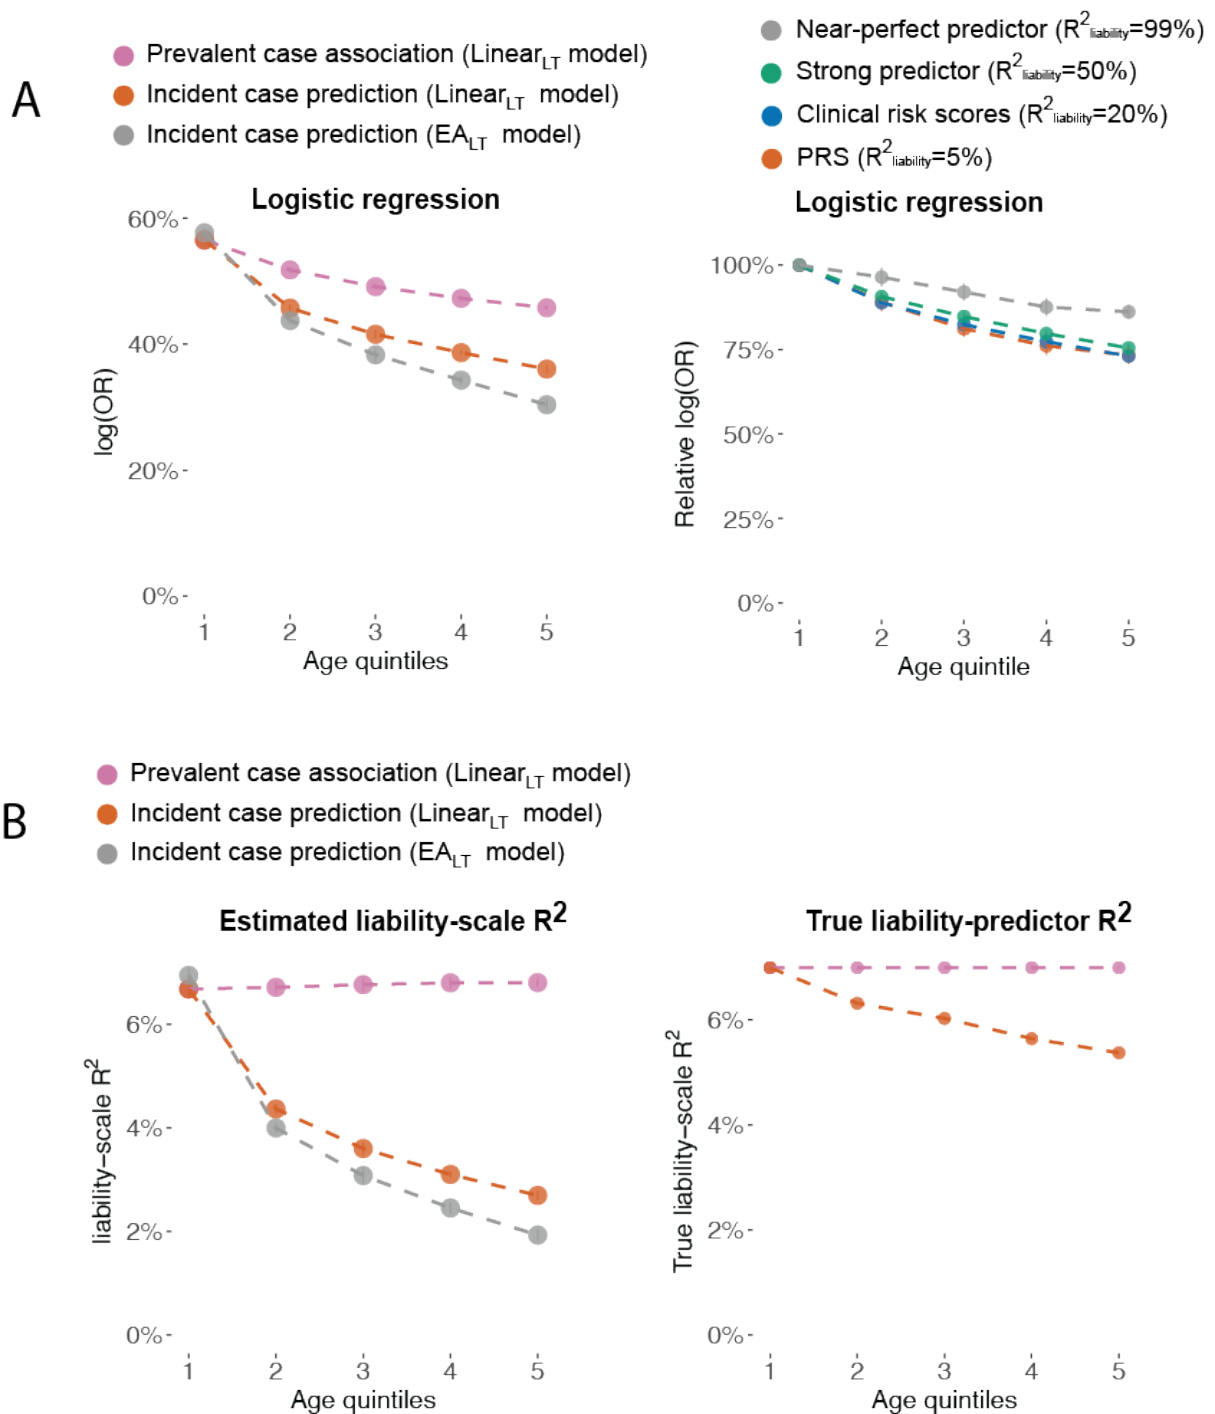 A
Prevalent case association (LinearLT model)
Incident case prediction (LinearLT model)
Incident case prediction (EALT model)
Logistic regression
60%
40%
20%
0%
log(OR)
1 2 3 4 5
Age quintiles
Near-perfect predictor (R2liability=99%)
Strong predictor (R2liability=50%)
Clinical risk scores (R2liability=20%)
PRS (R2liability=5%)
Logistic regression
100%
75%
50%
25%
0%
Relative log(OR)
1 2 3 4 5
Age quintile
B
Prevalent case association (LinearLT model)
Incident case prediction (LinearLT model)
Incident case prediction (EALT model)
Estimated liability-scale R2
6%
4%
2%
0%
liability−scale R2
1 2 3 4 5
Age quintiles
True liability-predictor R2
6%
4%
2%
0%
True liability−scale R2
1 2 3 4 5
Age quintiles